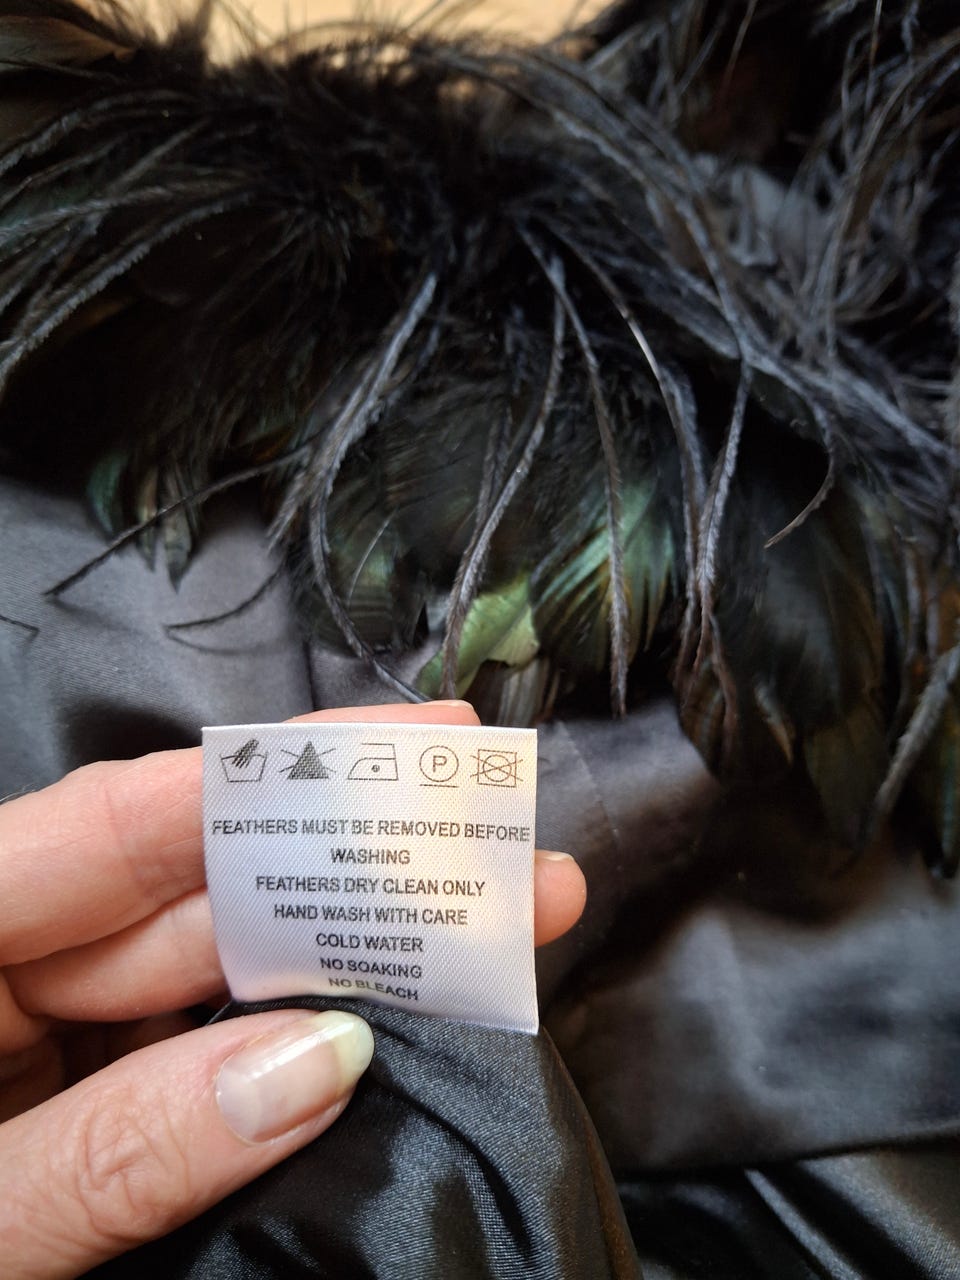 P
FEATHERS MUST BE REMOVED BEFORE
WASHING
FEATHERS DRY CLEAN ONLY
HAND WASH WITH CARE
COLD WATER
NO SOAKING
NO BLEACH